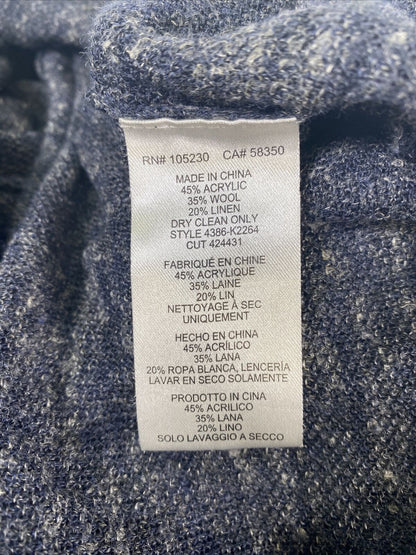 RN# 105230 CA# 58350
MADE IN CHINA
45% ACRYLIC
35% WOOL
20% LINEN
DRY CLEAN ONLY
STYLE 4386-K2264
CUT 424431
FABRIQUÉ EN CHINE
45% ACRYLIQUE
35% LAINE
20% LIN
NETTOYAGE À SEC
UNIQUEMENT
HECHO EN CHINA
45% ACRÍLICO
35% LANA
20% ROPA BLANCA, LENCERÍA
LAVAR EN SECO SOLAMENTE
PRODOTTO IN CINA
45% ACRILICO
35% LANA
20% LINO
SOLO LAVAGGIO A SECCO